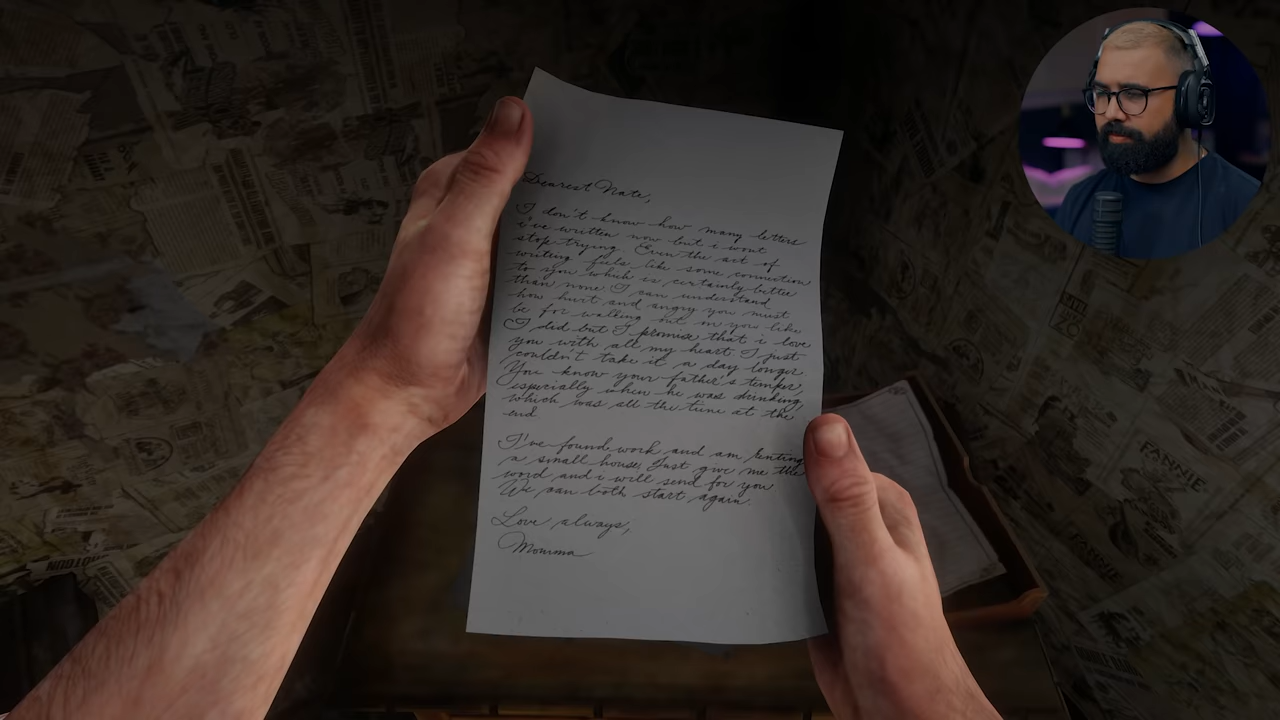 Dearest Nate,
I don't know how many letters
i've written now but i wont
stop trying. Even the act of
writing feels like some connection
to you which is certainly better
than none I can understand
how hurt and angry you must
be for walking out on you like
I did but I promise that i love
you with all my heart. I just
couldn't take it a day longer.
You know your father's temper,
especially when he was drinking,
which was all the time at the
end
I've found work and am renting
a small house. Just give me the
word and i will send for you
We can both start again.
Love always,
Momma
FANNIE
FANNIE